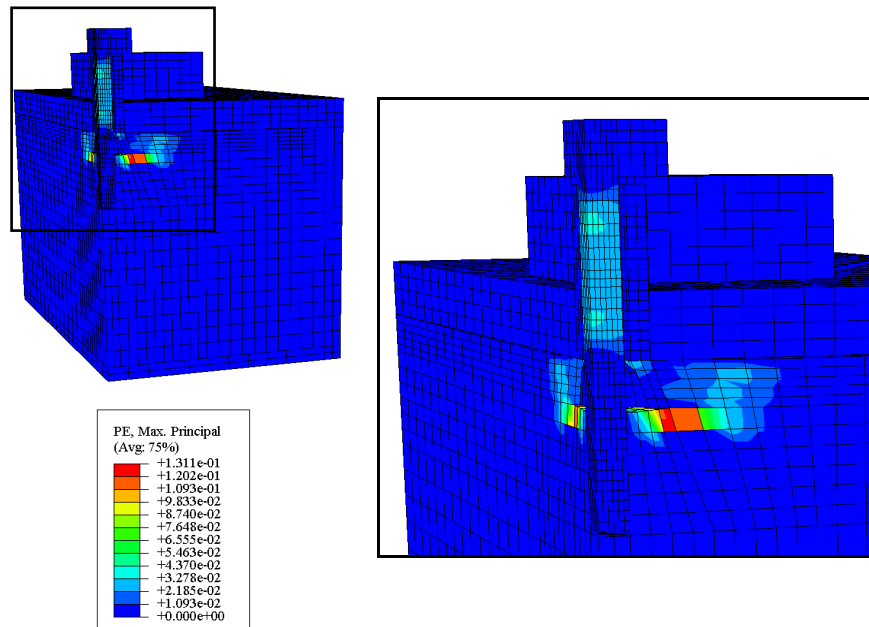 PE, Max. Principal
(Avg: 75%)
+1.311e-01
+1.202e-01
+1.093e-01
+9.833e-02
+8.740e-02
+7.648e-02
+6.555e-02
+5.463e-02
+4.370e-02
+3.278e-02
+2.185e-02
+1.093e-02
+0.000e+00